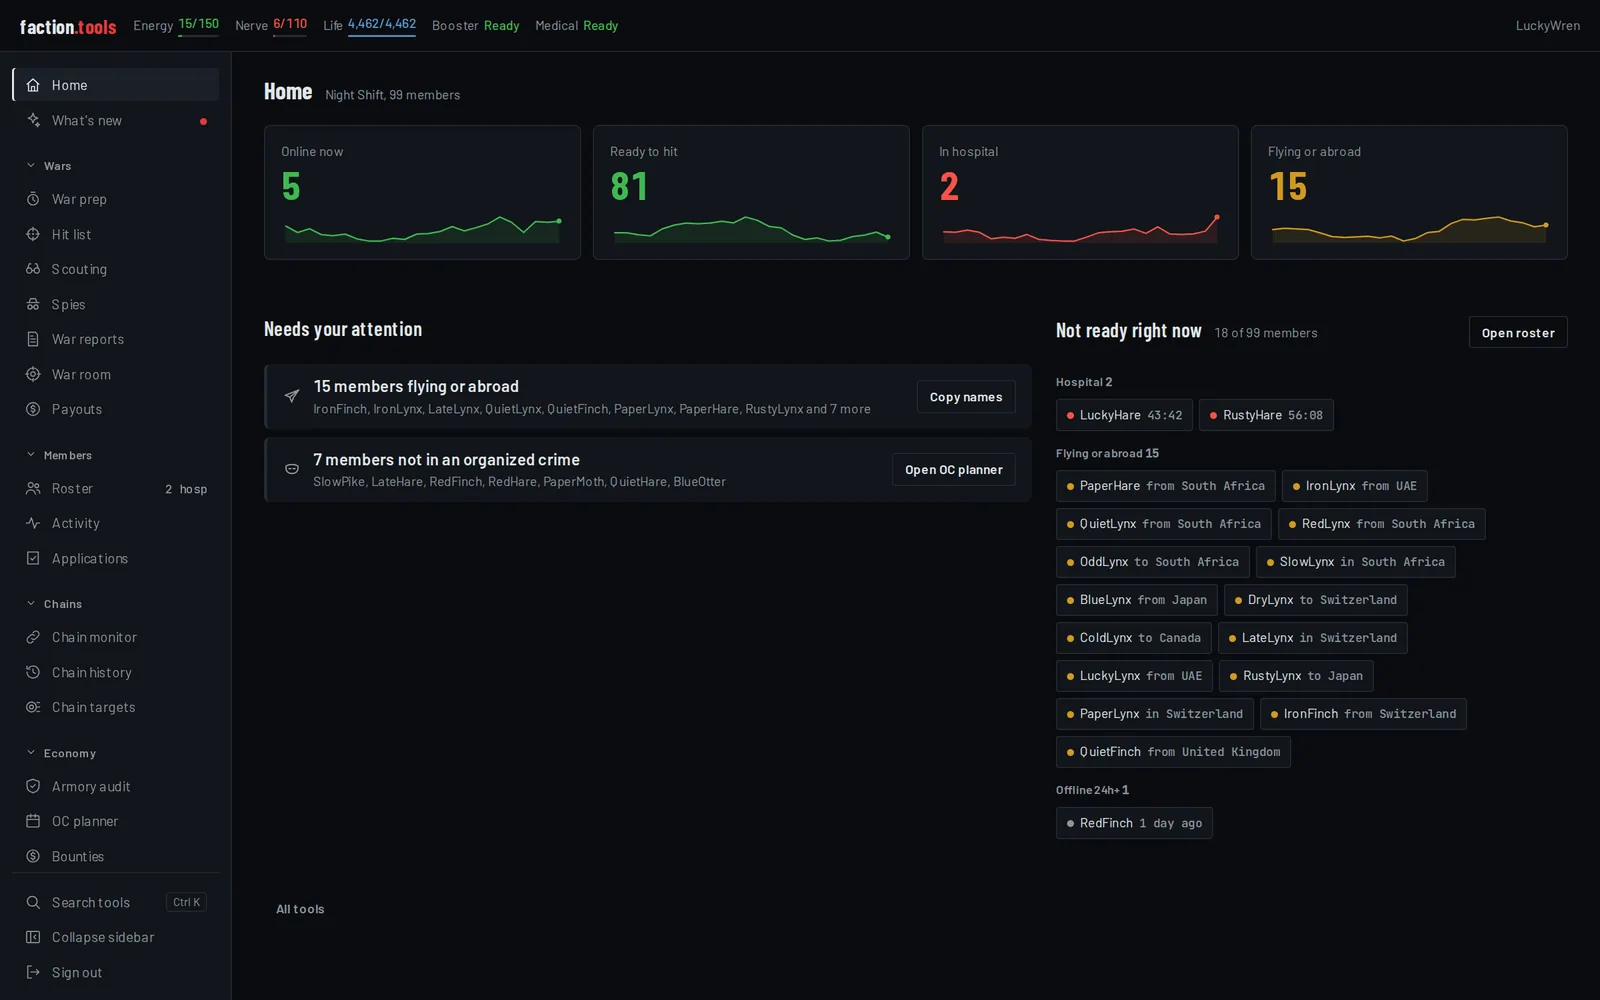 faction.tools Energy 15/150 Nerve 6/110 Life 4,462/4,462 Booster Ready Medical Ready LuckyWren
Home
What's new
Wars
War prep
Hit list
Scouting
Spies
War reports
War room
Payouts
Members
Roster 2 hosp
Activity
Applications
Chains
Chain monitor
Chain history
Chain targets
Economy
Armory audit
OC planner
Bounties
Search tools Ctrl K
Collapse sidebar
Sign out
Home Night Shift, 99 members
Online now
5
Ready to hit
81
In hospital
2
Flying or abroad
15
Needs your attention
15 members flying or abroad
IronFinch, IronLynx, LateLynx, QuietLynx, QuietFinch, PaperLynx, PaperHare, RustyLynx and 7 more
Copy names
7 members not in an organized crime
SlowPike, LateHare, RedFinch, RedHare, PaperMoth, QuietHare, BlueOtter
Open OC planner
Not ready right now 18 of 99 members
Open roster
Hospital 2
LuckyHare 43:42 RustyHare 56:08
Flying or abroad 15
PaperHare from South Africa IronLynx from UAE
QuietLynx from South Africa RedLynx from South Africa
OddLynx to South Africa SlowLynx in South Africa
BlueLynx from Japan DryLynx to Switzerland
ColdLynx to Canada LateLynx in Switzerland
LuckyLynx from UAE RustyLynx to Japan
PaperLynx in Switzerland IronFinch from Switzerland
QuietFinch from United Kingdom
Offline 24h+ 1
RedFinch 1 day ago
All tools